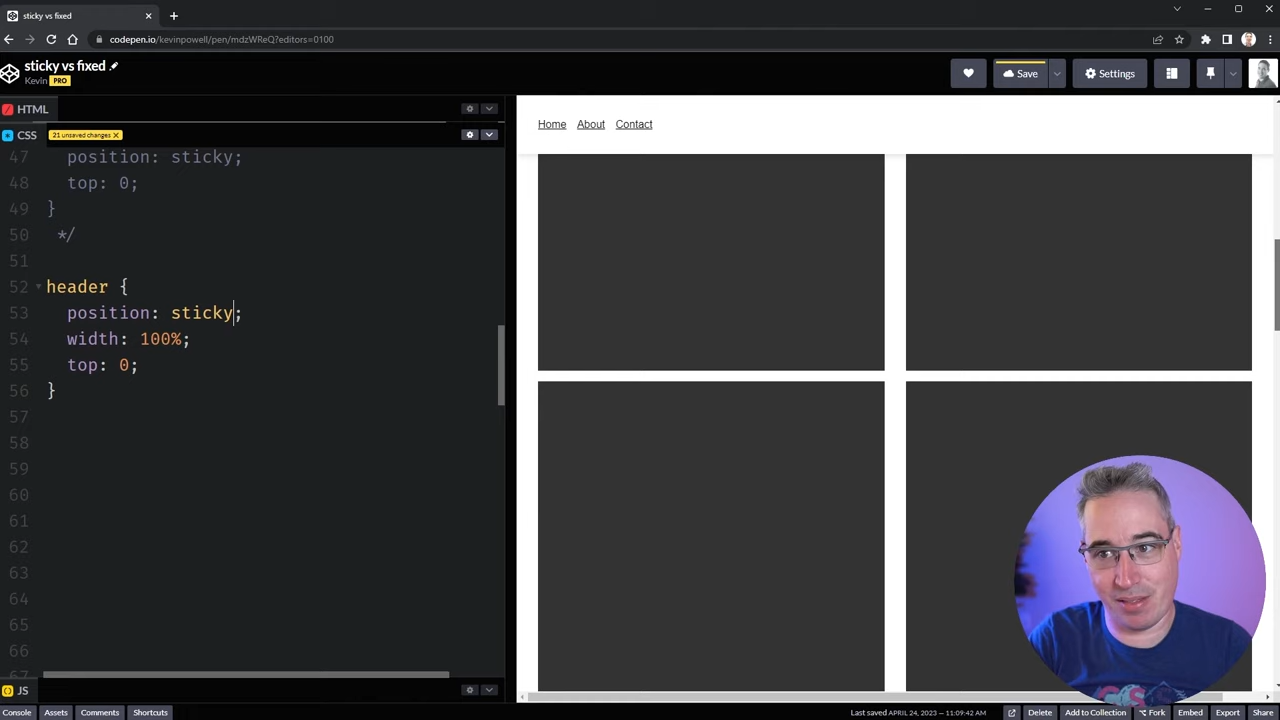 sticky vs fixed
codepen.io/kevinpowell/pen/mdzWReQ?editors=0100
sticky vs fixed
Kevin PRO
Save
Settings
HTML
CSS
21 unsaved changes
47 position: sticky;
48 top: 0;
49 }
50 */
51
52 header {
53 position: sticky;
54 width: 100%;
55 top: 0;
56 }
57
58
59
60
61
62
63
64
65
66
67
JS
Home About Contact
Console Assets Comments Shortcuts
Last saved APRIL 24, 2023 — 11:09:42 AM
Delete Add to Collection Fork Embed Export Share